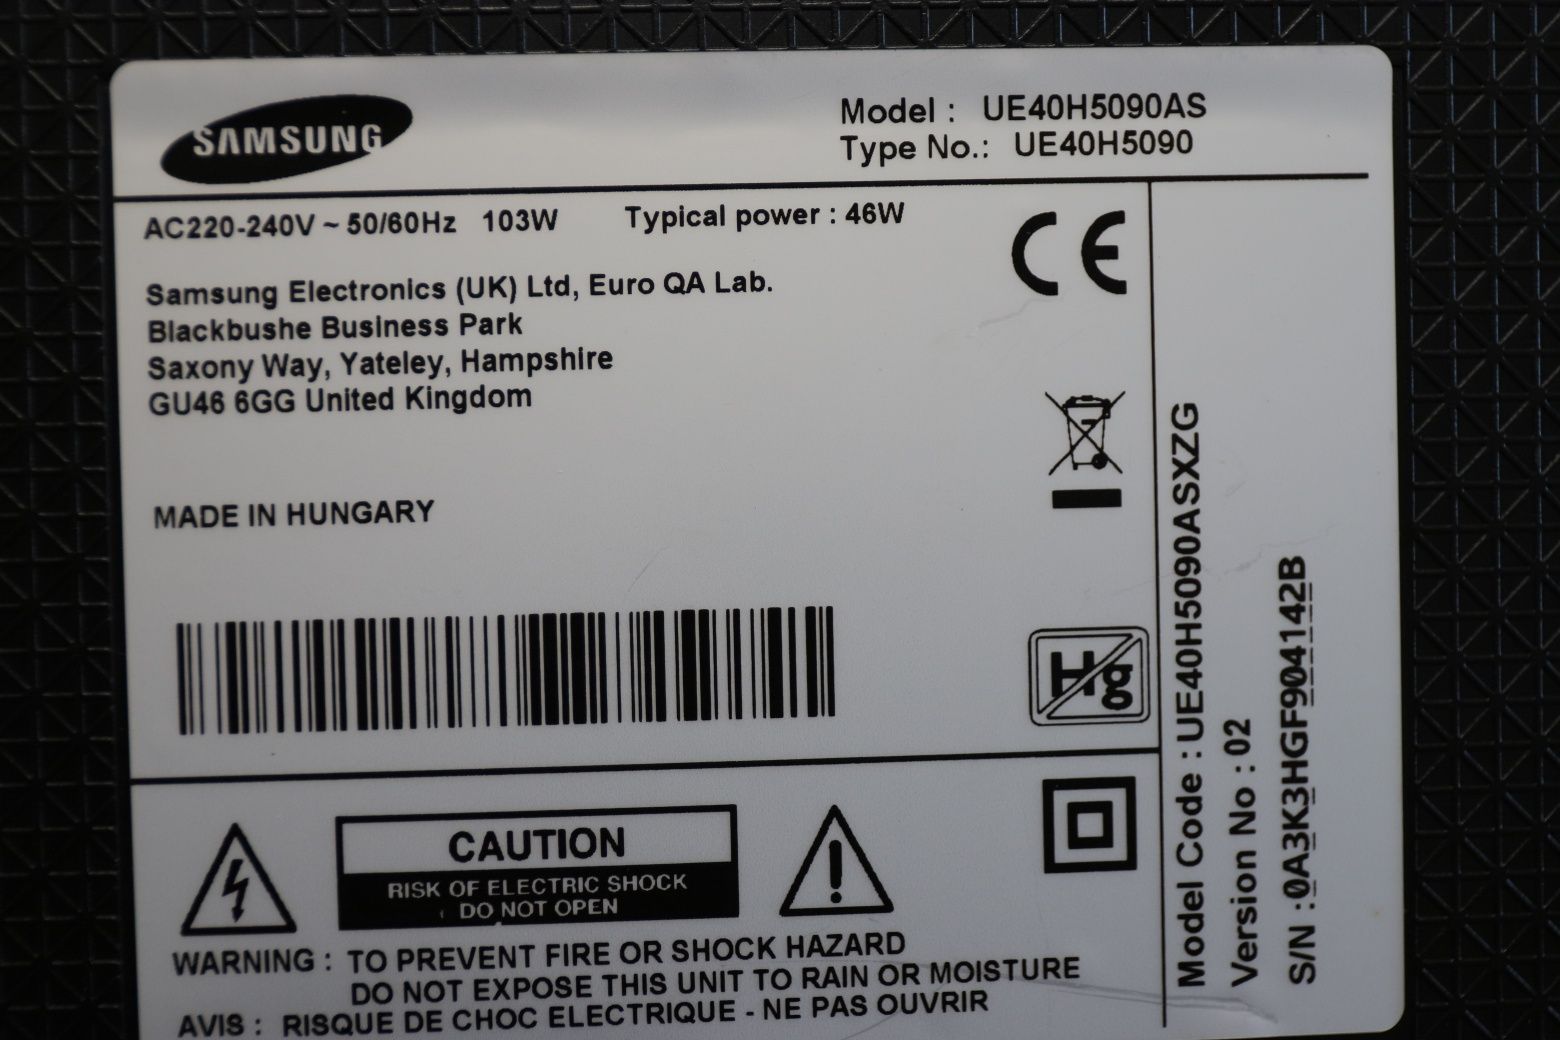 SAMSUNG
Model : UE40H5090AS
Type No.: UE40H5090
AC220-240V ~ 50/60Hz 103W Typical power : 46W
Samsung Electronics (UK) Ltd, Euro QA Lab.
Blackbushe Business Park
Saxony Way, Yateley, Hampshire
GU46 6GG United Kingdom
MADE IN HUNGARY
CE
Hg
CAUTION
RISK OF ELECTRIC SHOCK
DO NOT OPEN
WARNING : TO PREVENT FIRE OR SHOCK HAZARD
DO NOT EXPOSE THIS UNIT TO RAIN OR MOISTURE
AVIS : RISQUE DE CHOC ELECTRIQUE - NE PAS OUVRIR
Model Code : UE40H5090ASXZG
Version No : 02
S/N : 0A3K3HGF904142B